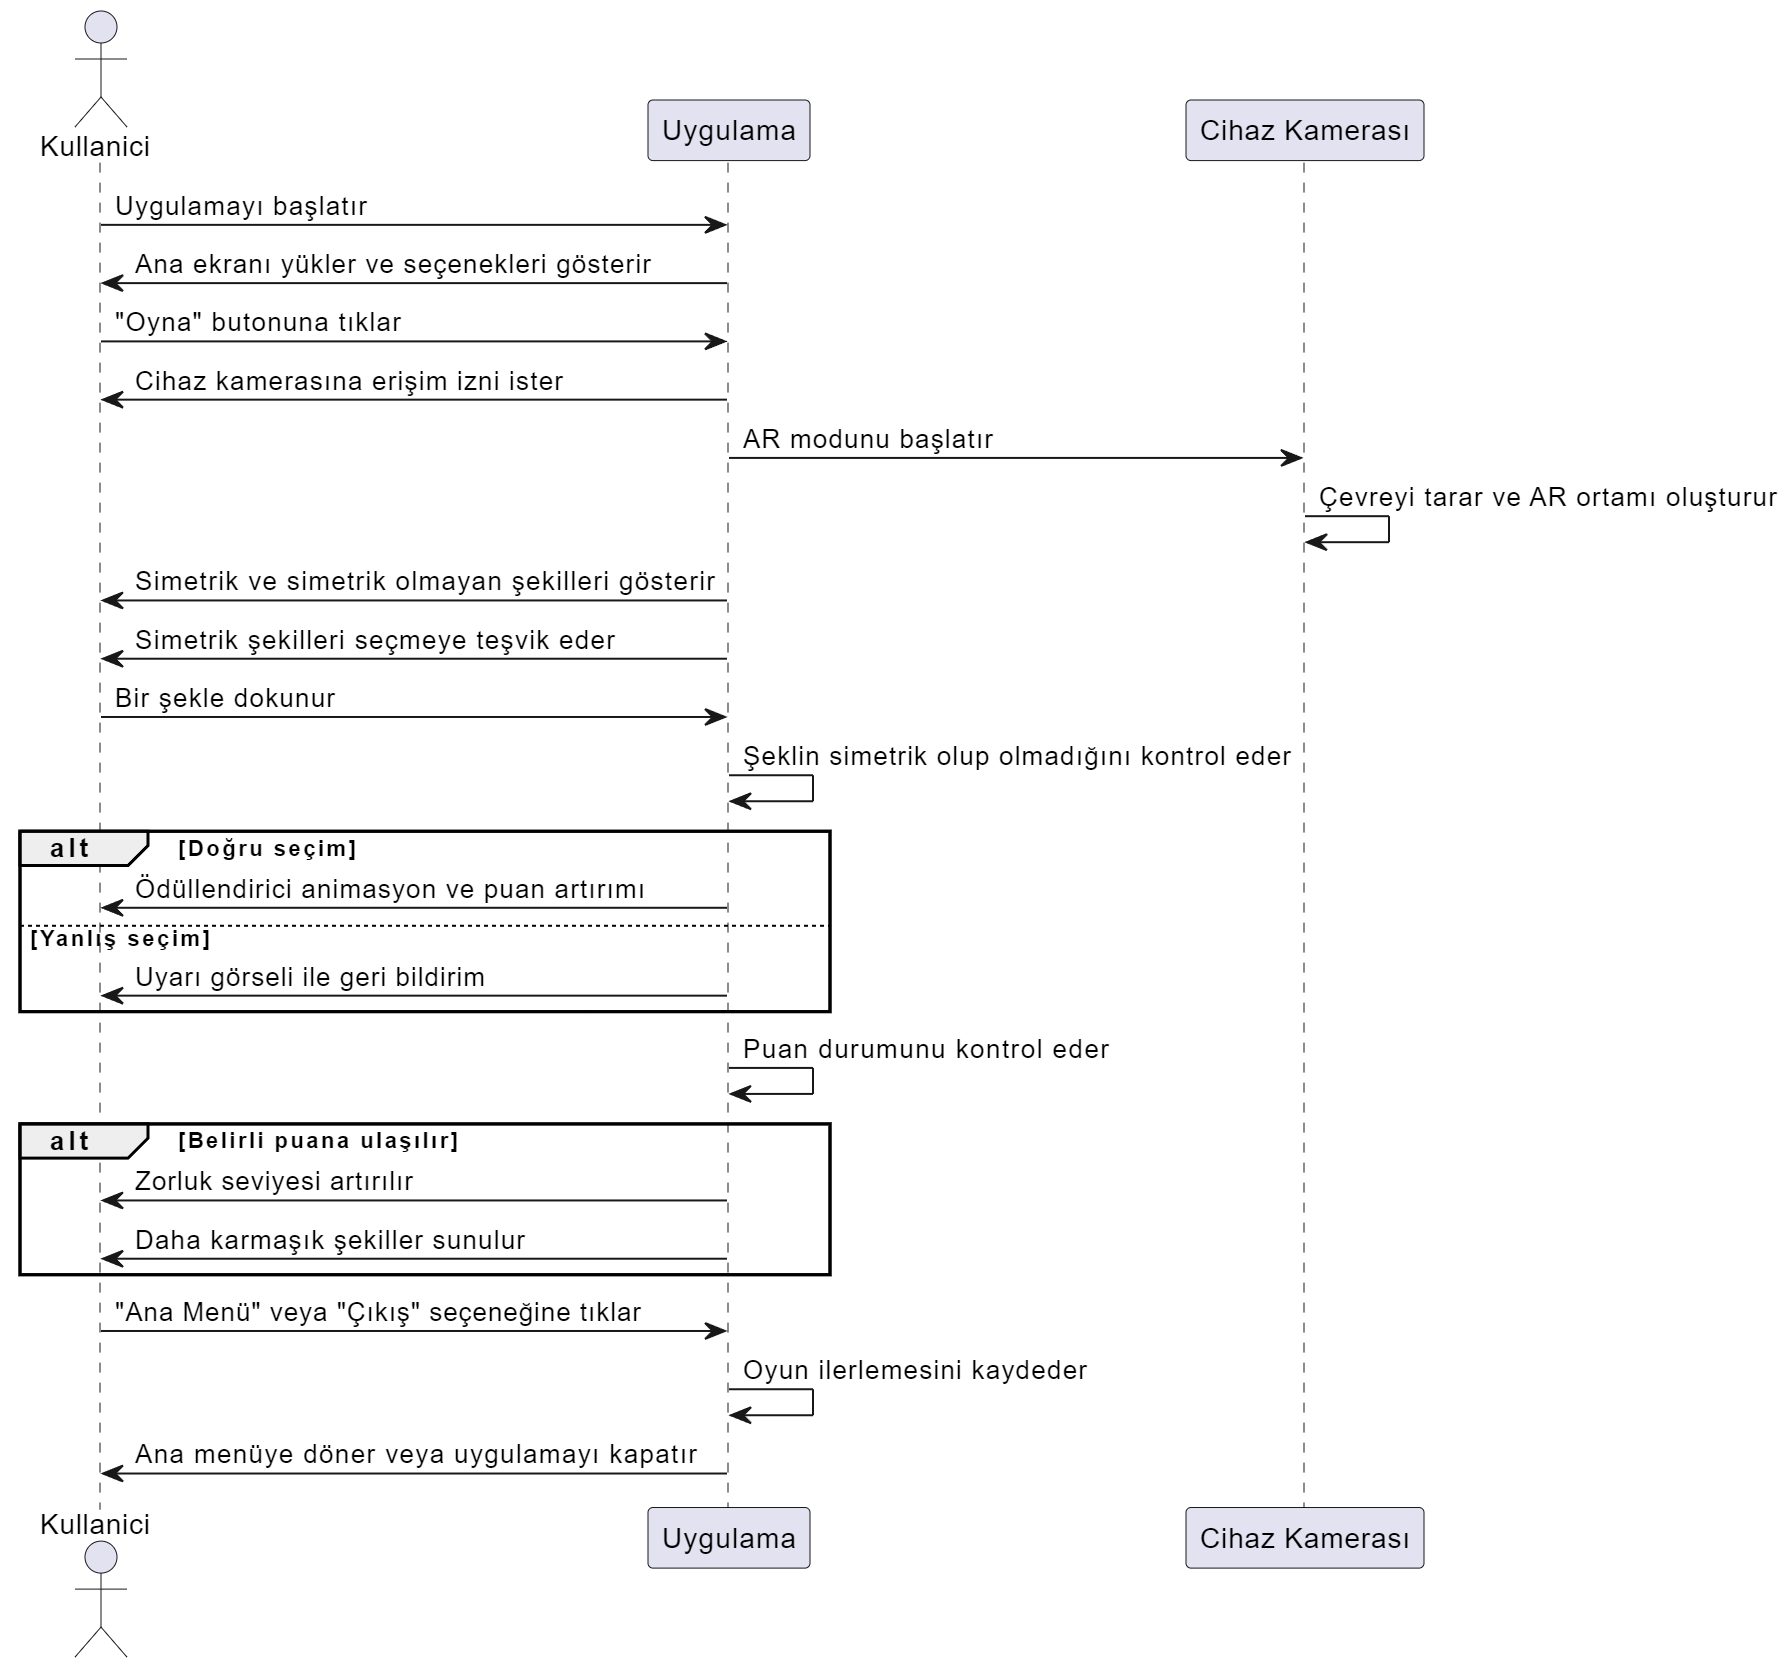 Kullanici
Uygulama
Cihaz Kamerası
Uygulamayı başlatır
Ana ekranı yükler ve seçenekleri gösterir
"Oyna" butonuna tıklar
Cihaz kamerasına erişim izni ister
AR modunu başlatır
Çevreyi tarar ve AR ortamı oluşturur
Simetrik ve simetrik olmayan şekilleri gösterir
Simetrik şekilleri seçmeye teşvik eder
Bir şekle dokunur
Şeklin simetrik olup olmadığını kontrol eder
alt [Doğru seçim]
Ödüllendirici animasyon ve puan artırımı
[Yanlış seçim]
Uyarı görseli ile geri bildirim
Puan durumunu kontrol eder
alt [Belirli puana ulaşılır]
Zorluk seviyesi artırılır
Daha karmaşık şekiller sunulur
"Ana Menü" veya "Çıkış" seçeneğine tıklar
Oyun ilerlemesini kaydeder
Ana menüye döner veya uygulamayı kapatır
Kullanici
Uygulama
Cihaz Kamerası